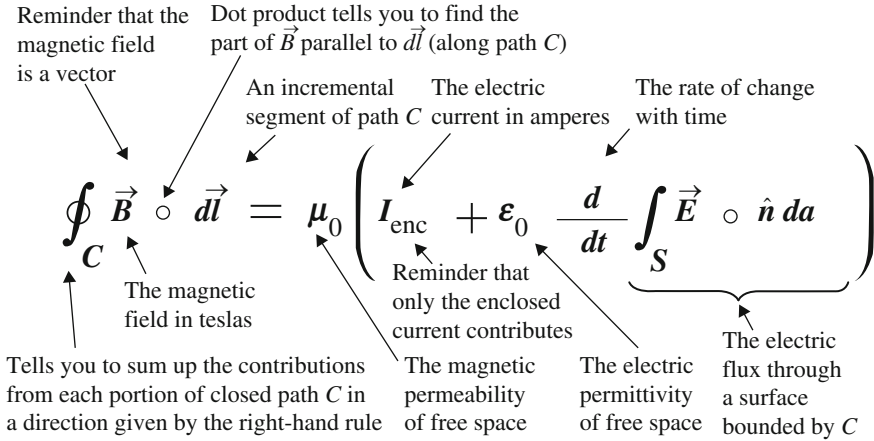 Reminder that the
magnetic field
is a vector
Dot product tells you to find the
part of B⃗ parallel to dl⃗ (along path C)
An incremental
segment of path C
The electric
current in amperes
The rate of change
with time
∮_C B⃗ ∘ dl⃗ = μ₀ ( I_enc + ε₀ d/dt ∫_S E⃗ ∘ n̂ da )
The magnetic
field in teslas
Reminder that
only the enclosed
current contributes
Tells you to sum up the contributions
from each portion of closed path C in
a direction given by the right-hand rule
The magnetic
permeability
of free space
The electric
permittivity
of free space
The electric
flux through
a surface
bounded by C